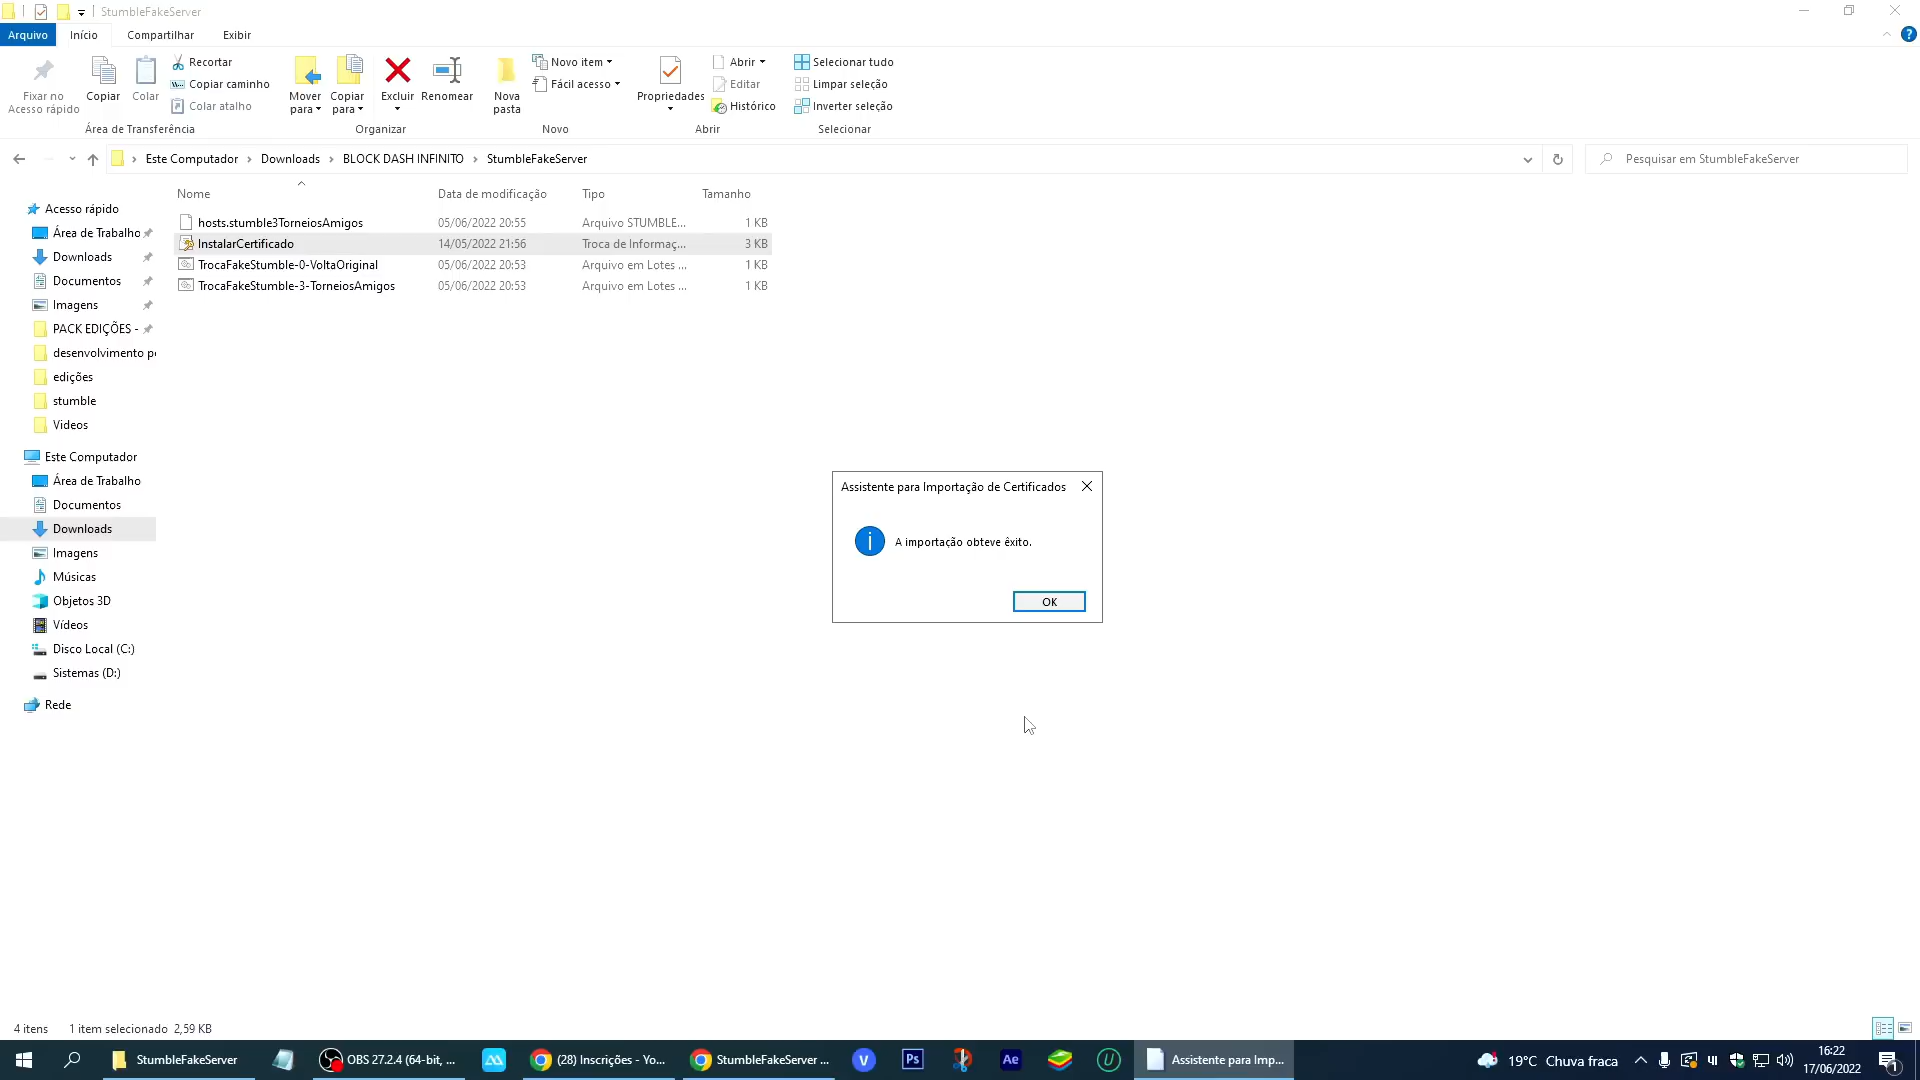 StumbleFakeServer
Arquivo
Início
Compartilhar
Exibir
Fixar no
Acesso rápido
Copiar
Colar
Recortar
Copiar caminho
Colar atalho
Área de Transferência
Mover
para
Copiar
para
Excluir
Renomear
Organizar
Nova
pasta
Novo item
Fácil acesso
Novo
Propriedades
Abrir
Editar
Histórico
Abrir
Selecionar tudo
Limpar seleção
Inverter seleção
Selecionar
Este Computador
Downloads
BLOCK DASH INFINITO
StumbleFakeServer
Pesquisar em StumbleFakeServer
Nome Data de modificação Tipo Tamanho
hosts.stumble3TorneiosAmigos 05/06/2022 20:55 Arquivo STUMBLE... 1 KB
InstalarCertificado 14/05/2022 21:56 Troca de Informaç... 3 KB
TrocaFakeStumble-0-VoltaOriginal 05/06/2022 20:53 Arquivo em Lotes ... 1 KB
TrocaFakeStumble-3-TorneiosAmigos 05/06/2022 20:53 Arquivo em Lotes ... 1 KB
Acesso rápido
Área de Trabalho
Downloads
Documentos
Imagens
PACK EDIÇÕES -
desenvolvimento pe
edições
stumble
Videos
Este Computador
Área de Trabalho
Documentos
Downloads
Imagens
Músicas
Objetos 3D
Vídeos
Disco Local (C:)
Sistemas (D:)
Rede
Assistente para Importação de Certificados
A importação obteve êxito.
OK
4 itens 1 item selecionado 2,59 KB
StumbleFakeServer
OBS 27.2.4 (64-bit, ...
(28) Inscrições - Yo...
StumbleFakeServer ...
V
Ps
Ae
U
Assistente para Imp...
19°C Chuva fraca
16:22
17/06/2022
1